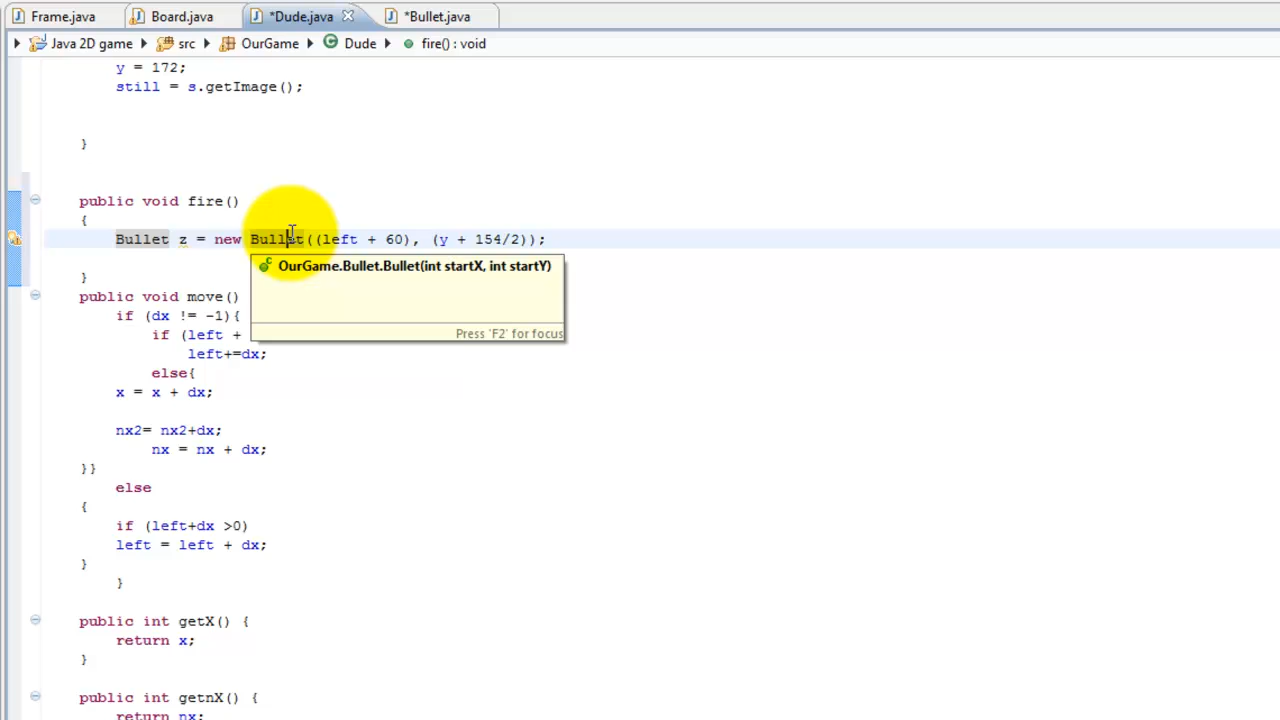 Frame.java Board.java *Dude.java *Bullet.java
Java 2D game src OurGame Dude fire() : void
y = 172;
still = s.getImage();
}
public void fire()
{
Bullet z = new Bullet((left + 60), (y + 154/2));
OurGame.Bullet.Bullet(int startX, int startY)
Press 'F2' for focus
}
public void move()
if (dx != -1){
if (left +
left+=dx;
else{
x = x + dx;
nx2= nx2+dx;
nx = nx + dx;
}}
else
{
if (left+dx >0)
left = left + dx;
}
}
public int getX() {
return x;
}
public int getnX() {
return nx;